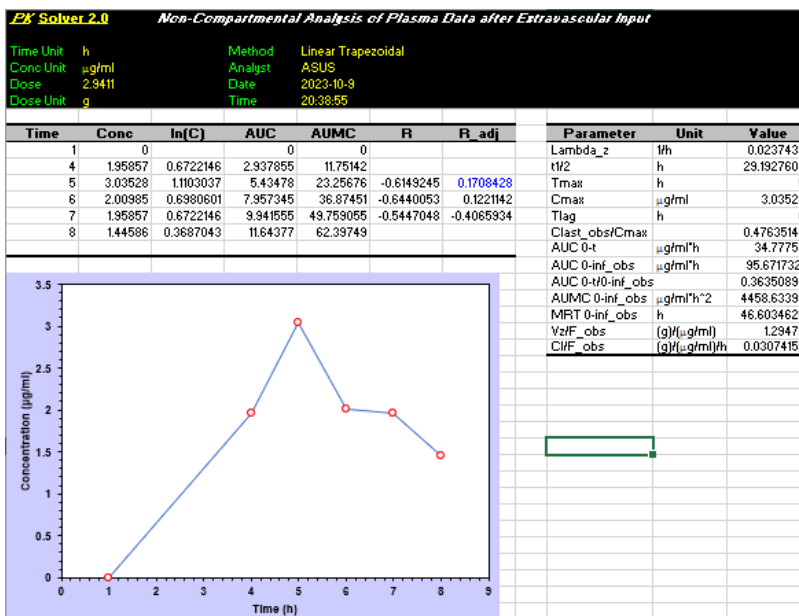 PK Solver 2.0 Non-Compartmental Analysis of Plasma Data after Extravascular Input
Time Unit h Method Linear Trapezoidal
Conc Unit μg/ml Analyst ASUS
Dose 2.9411 Date 2023-10-9
Dose Unit g Time 20:38:55
Time Conc ln(C) AUC AUMC R R_adj
1 0 0 0
4 1.95857 0.6722146 2.937855 11.75142
5 3.03528 1.1103037 5.43478 23.25676 -0.6149245 0.1708428
6 2.00985 0.6980601 7.957345 36.87451 -0.6440053 0.1221142
7 1.95857 0.6722146 9.941555 49.759055 -0.5447048 -0.4065934
8 1.44586 0.3687043 11.64377 62.39749
Parameter Unit Value
Lambda_z 1/h 0.023743
t1/2 h 29.192760
Tmax h
Cmax μg/ml 3.0352
Tlag h
Clast_obs/Cmax 0.4763514
AUC 0-t μg/ml*h 34.7775
AUC 0-inf_obs μg/ml*h 95.671732
AUC 0-t/0-inf_obs 0.3635089
AUMC 0-inf_obs μg/ml*h^2 4458.6339
MRT 0-inf_obs h 46.603462
Vz/F_obs (g)/(μg/ml) 1.2947
Cl/F_obs (g)/(μg/ml)/h 0.0307415
3.5
3
2.5
2
1.5
1
0.5
0
Concentration (μg/ml)
0 1 2 3 4 5 6 7 8 9
Time (h)